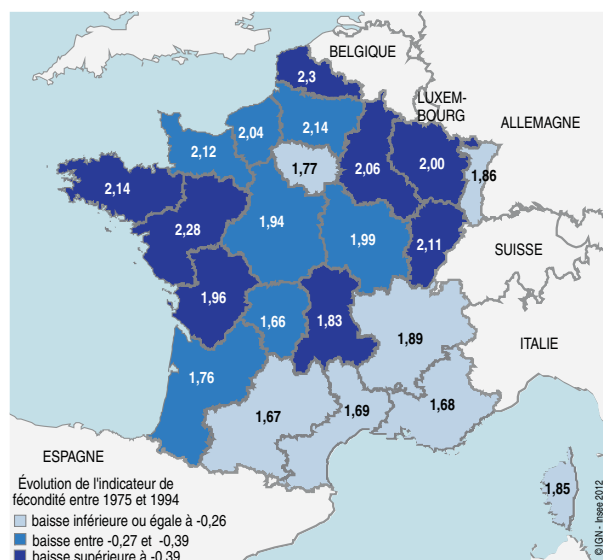 BELGIQUE
2,3
LUXEM-
BOURG
ALLEMAGNE
2,04
2,14
2,12
1,77
2,06
2,00
1,86
2,14
2,28
1,94
1,99
2,11
SUISSE
1,96
1,66
1,83
1,89
ITALIE
1,76
1,67
1,69
1,68
ESPAGNE
1,85
Évolution de l'indicateur de
fécondité entre 1975 et 1994
baisse inférieure ou égale à -0,26
baisse entre -0,27 et -0,39
baisse supérieure à -0,39
©IGN - Insee 2012